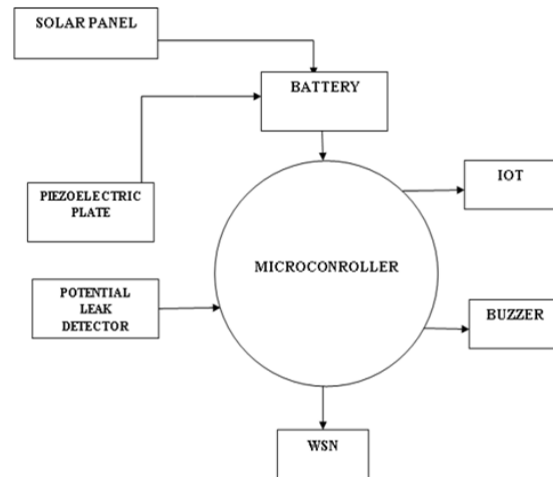 SOLAR PANEL
BATTERY
PIEZOELECTRIC
PLATE
IOT
MICROCONROLLER
POTENTIAL
LEAK
DETECTOR
BUZZER
WSN